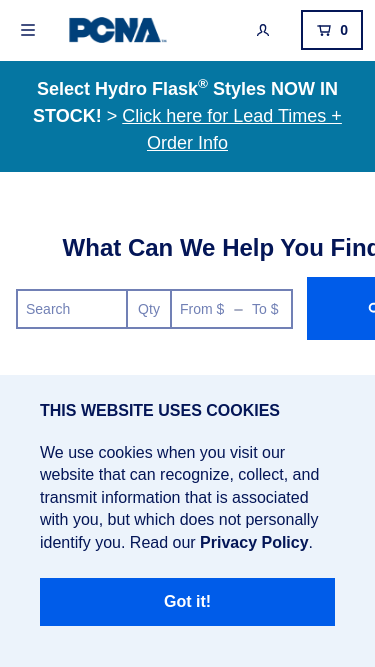 PCNA
0
Select Hydro Flask® Styles NOW IN
STOCK! > Click here for Lead Times +
Order Info
What Can We Help You Find
Search
Qty
From $ – To $
THIS WEBSITE USES COOKIES
We use cookies when you visit our
website that can recognize, collect, and
transmit information that is associated
with you, but which does not personally
identify you. Read our Privacy Policy.
Got it!